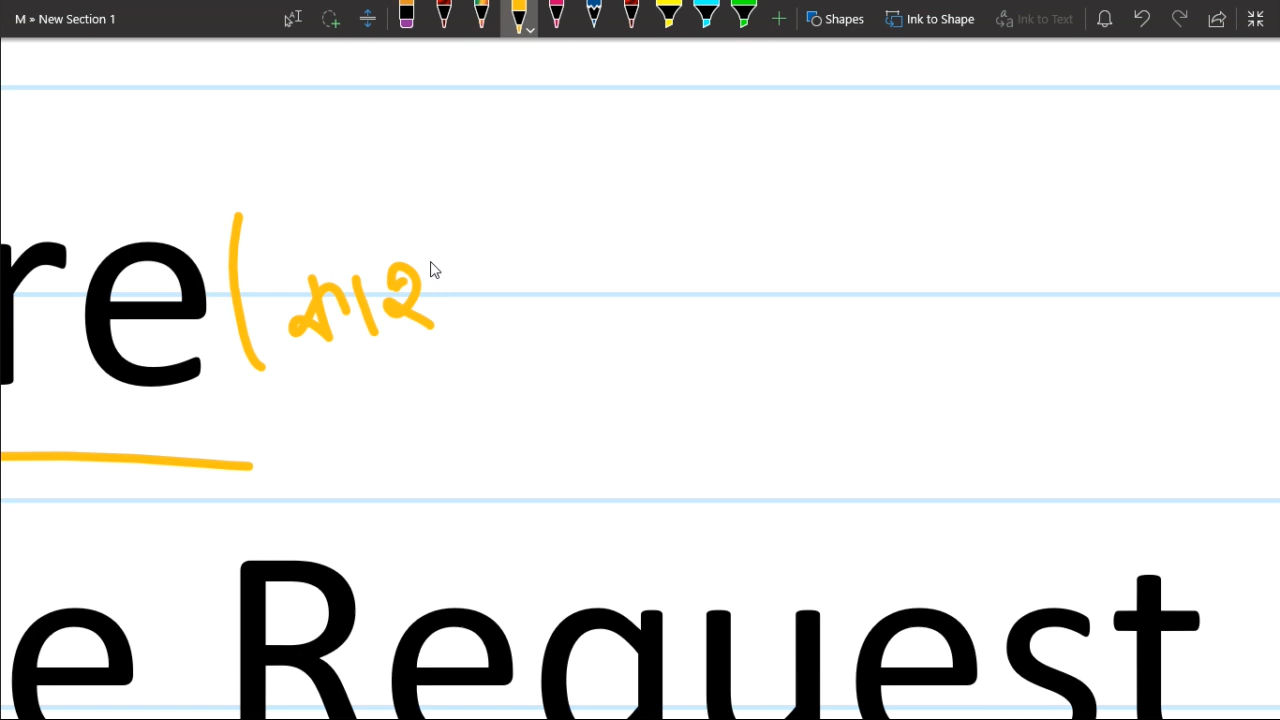 M » New Section 1 Shapes Ink to Shape Ink to Text
re (
e Request